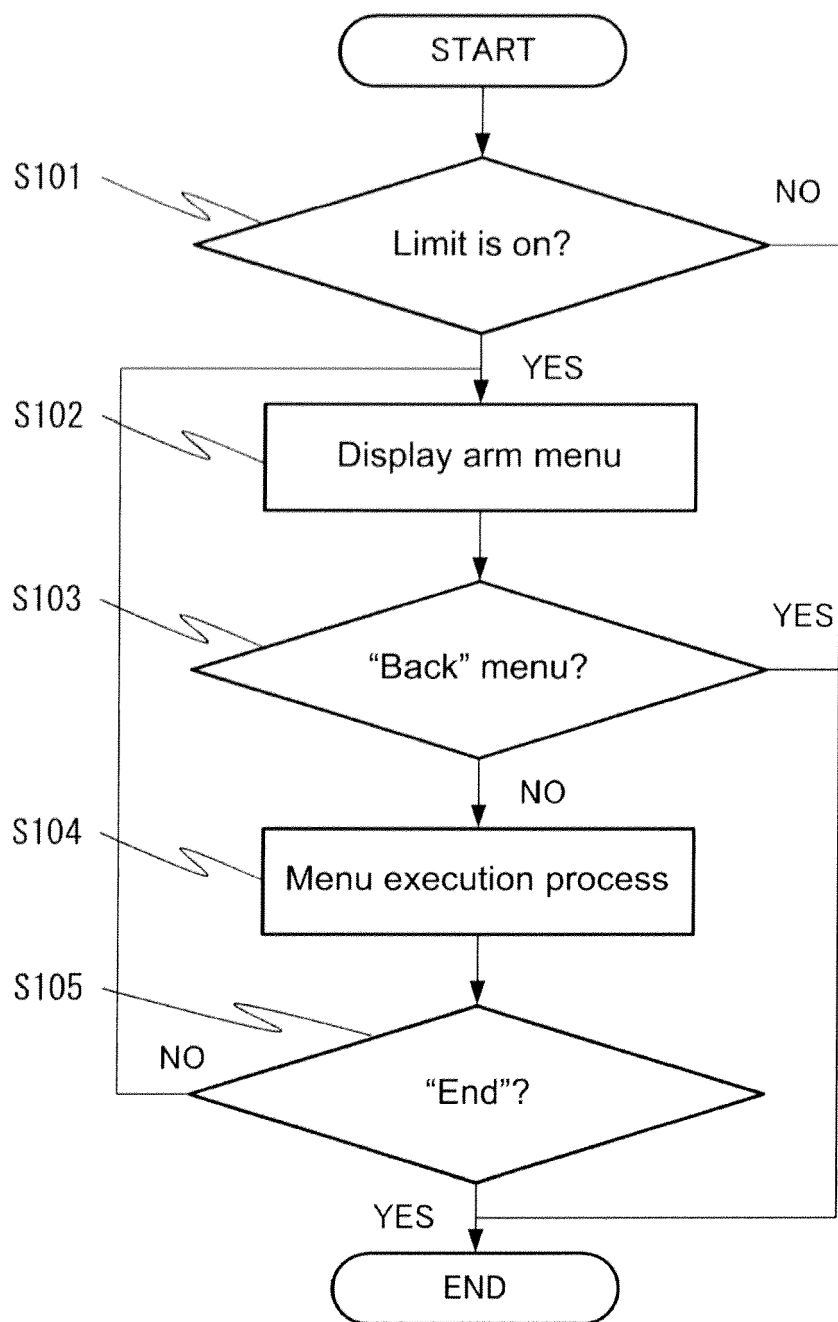 START
S101
Limit is on?
NO
YES
S102
Display arm menu
S103
“Back” menu?
YES
NO
S104
Menu execution process
S105
NO
“End”?
YES
END